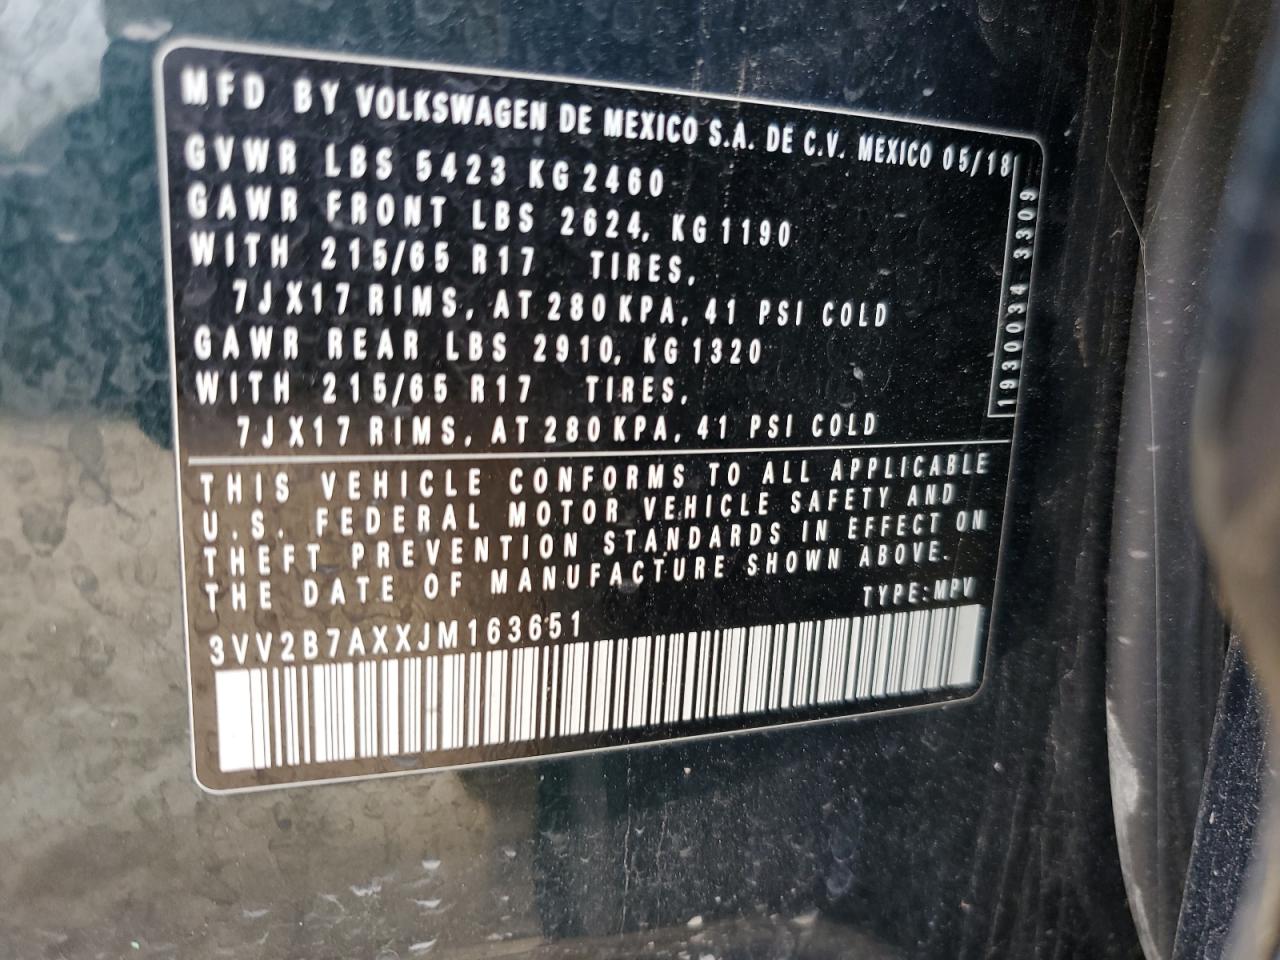 MFD BY VOLKSWAGEN DE MEXICO S.A. DE C.V. MEXICO 05/18
GVWR LBS 5423 KG 2460
GAWR FRONT LBS 2624, KG 1190
WITH 215/65 R17 TIRES,
7J X17 RIMS, AT 280 KPA, 41 PSI COLD
GAWR REAR LBS 2910, KG 1320
WITH 215/65 R17 TIRES,
7J X17 RIMS, AT 280 KPA, 41 PSI COLD
1930034 3309
THIS VEHICLE CONFORMS TO ALL APPLICABLE
U.S. FEDERAL MOTOR VEHICLE SAFETY AND
THEFT PREVENTION STANDARDS IN EFFECT ON
THE DATE OF MANUFACTURE SHOWN ABOVE.
TYPE:MPV
3VV2B7AXXJM163651